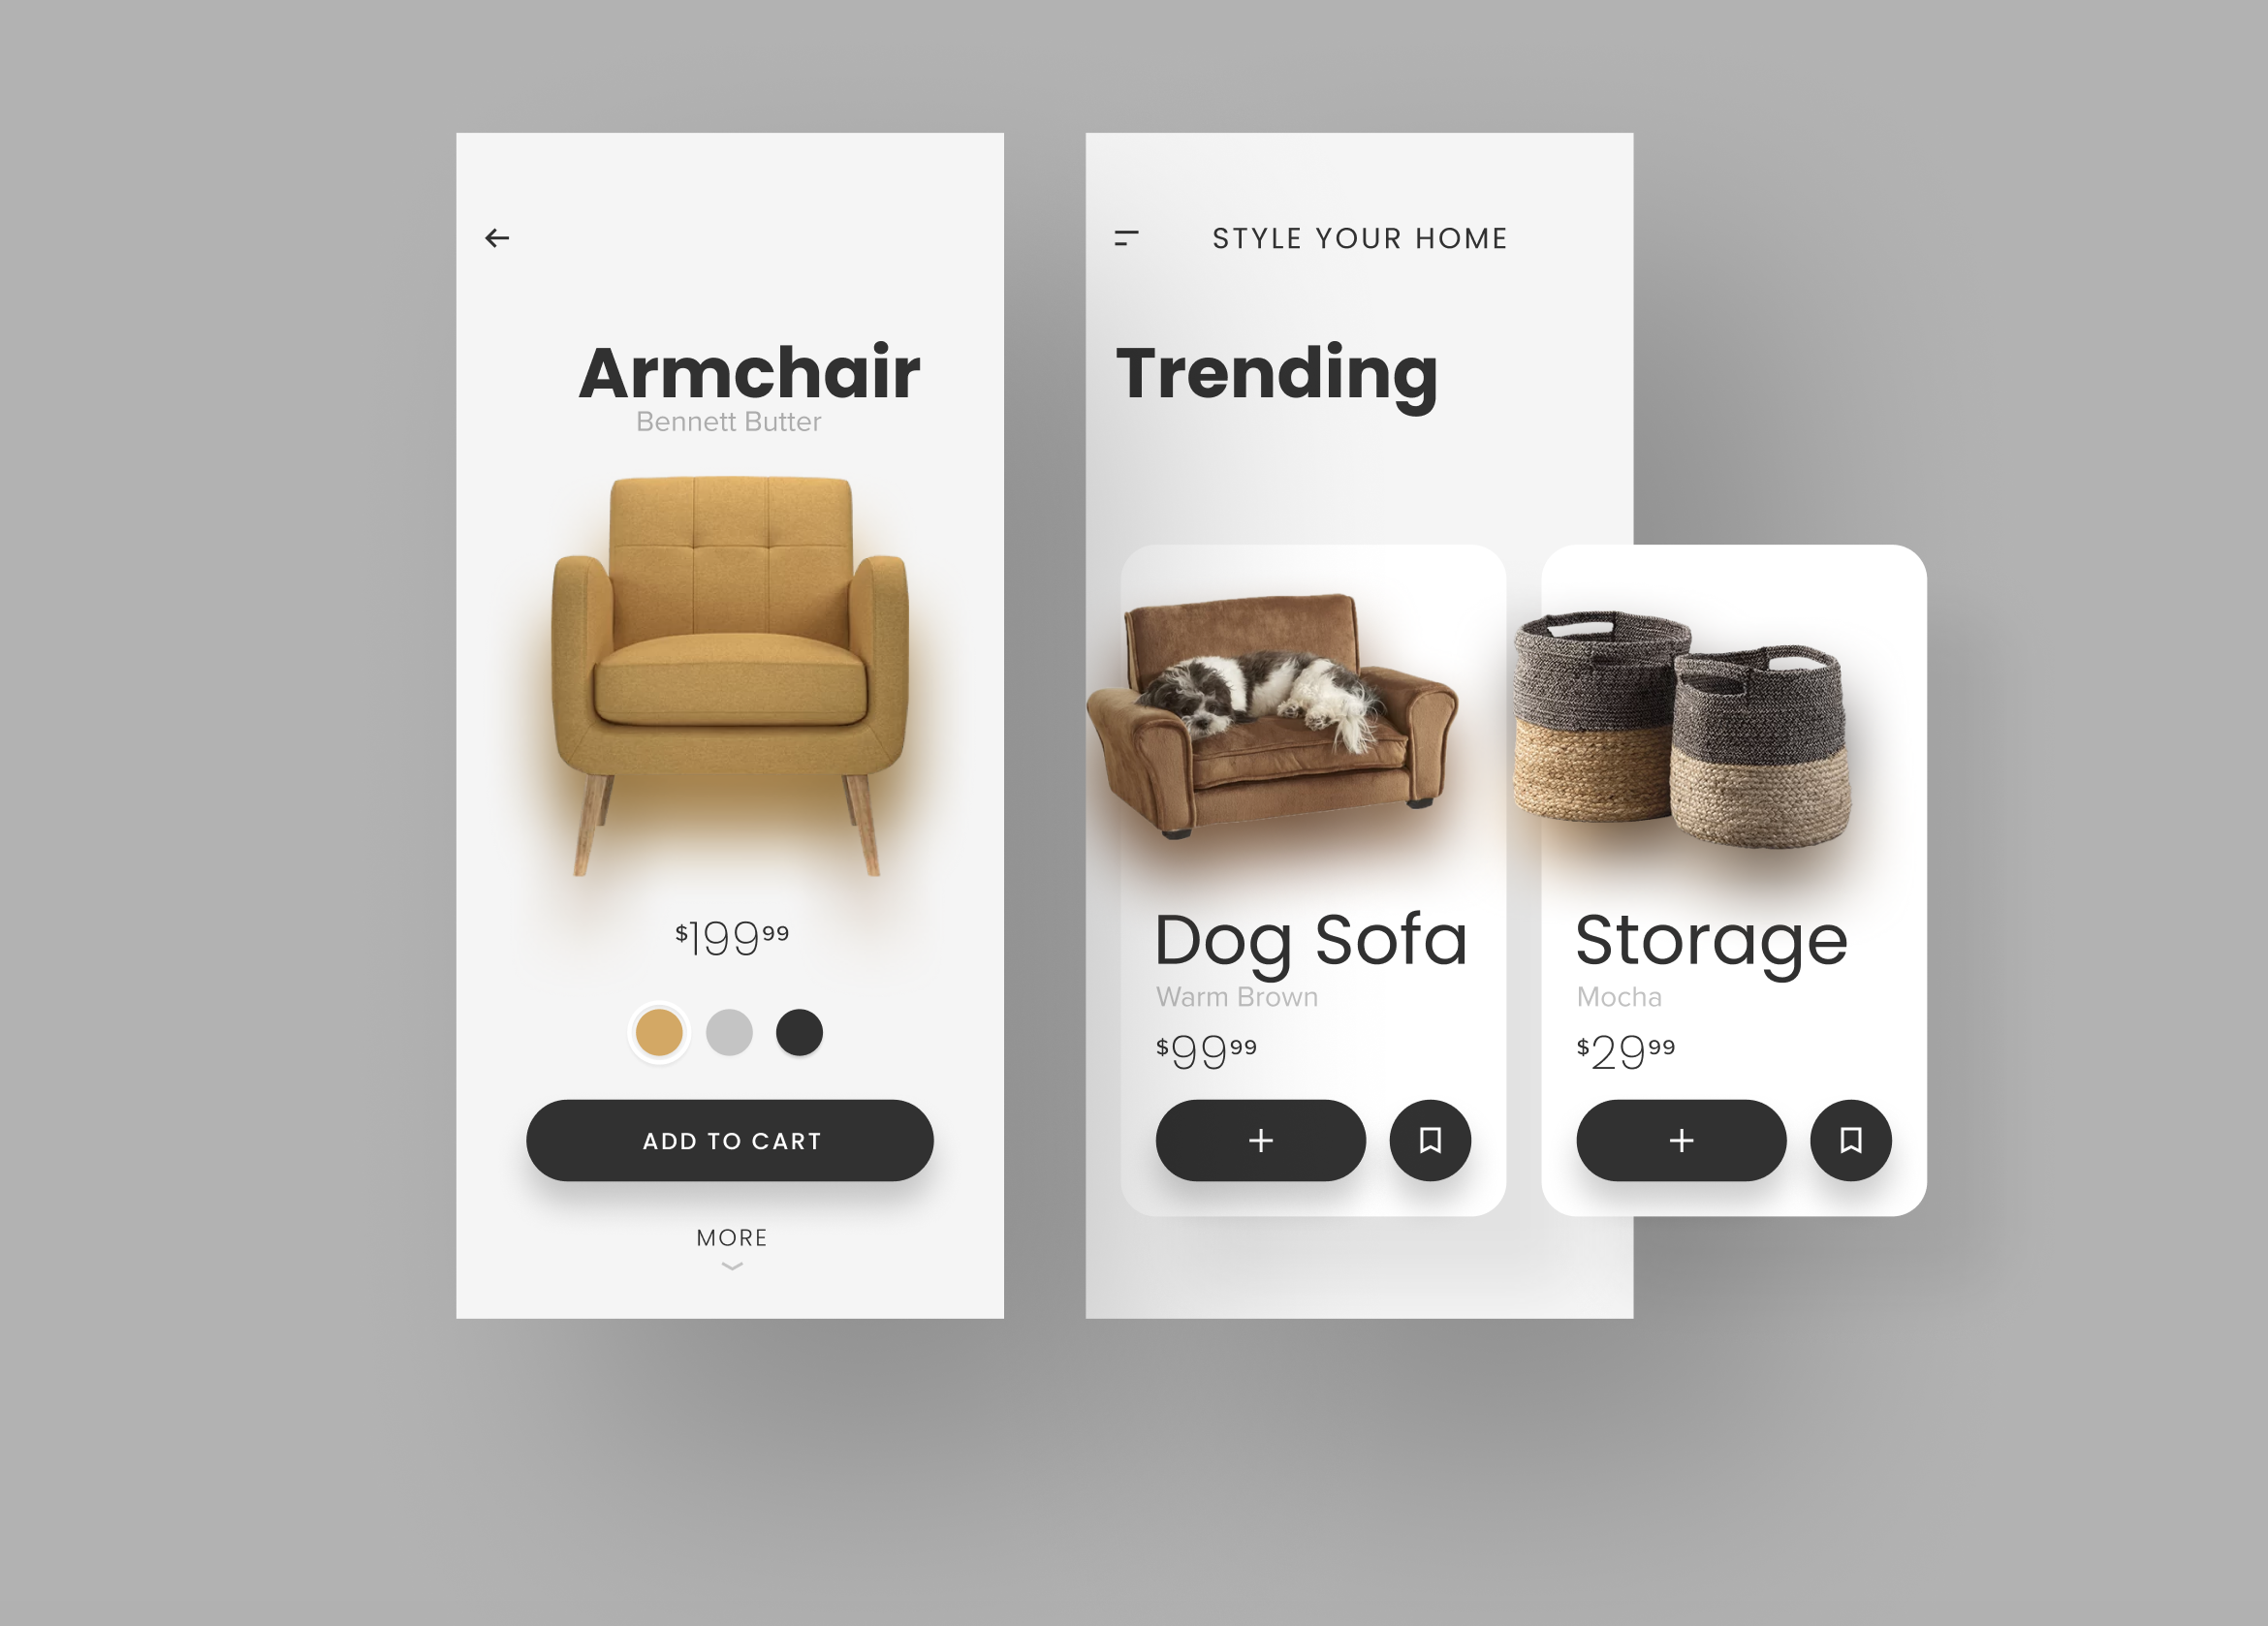 Armchair
Bennett Butter
$199 99
ADD TO CART
MORE
STYLE YOUR HOME
Trending
Dog Sofa
Warm Brown
$99 99
Storage
Mocha
$29 99